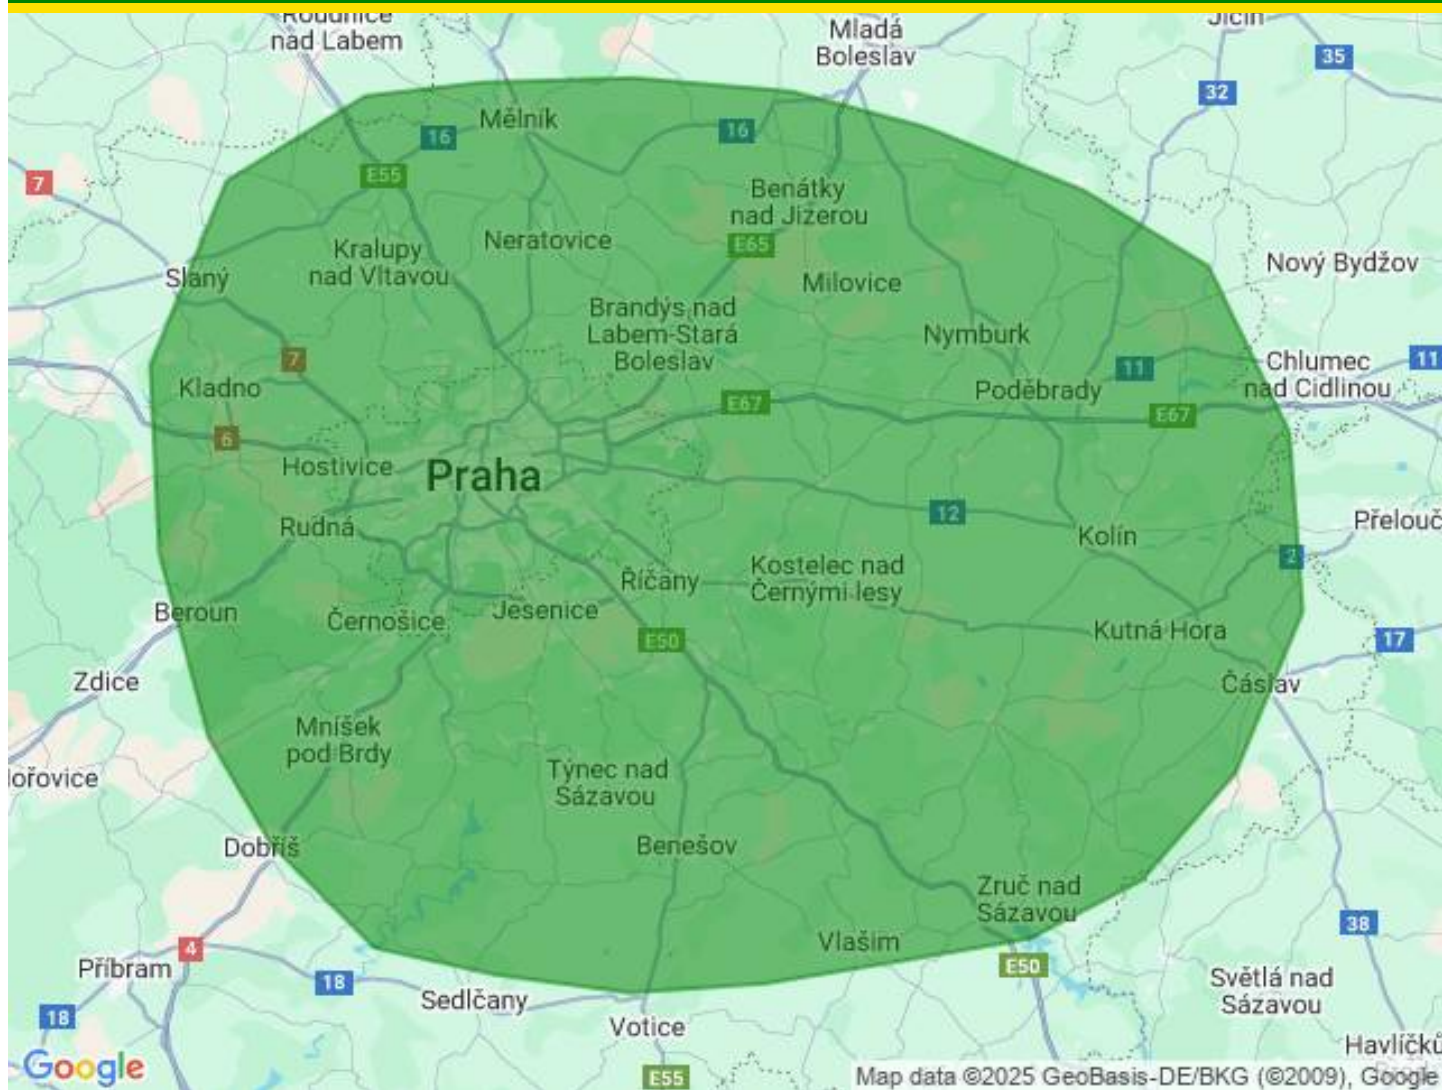 Roudnice
nad Labem
Mladá
Boleslav
Jičín
35
32
Mělník
16
16
7
E55
Benátky
nad Jizerou
Kralupy
nad Vltavou
Neratovice
E65
Slaný
Milovice
Nový Bydžov
Brandýs nad
Labem-Stará
Boleslav
Nymburk
7
11
Chlumec
nad Cidlinou
11
Kladno
Poděbrady
E67
E67
6
Hostivice
Praha
12
Přelouč
Rudná
Kolín
2
Kostelec nad
Černými lesy
Říčany
Beroun
Černošice
Jesenice
E50
Kutná Hora
17
Zdice
Čáslav
Mníšek
pod Brdy
Týnec nad
Sázavou
ořovice
Dobříš
Benešov
Zruč nad
Sázavou
38
Vlašim
4
Příbram
18
E50
Sedlčany
Světlá nad
Sázavou
18
Votice
Havlíčků
Google
E55
Map data ©2025 GeoBasis-DE/BKG (©2009), Google